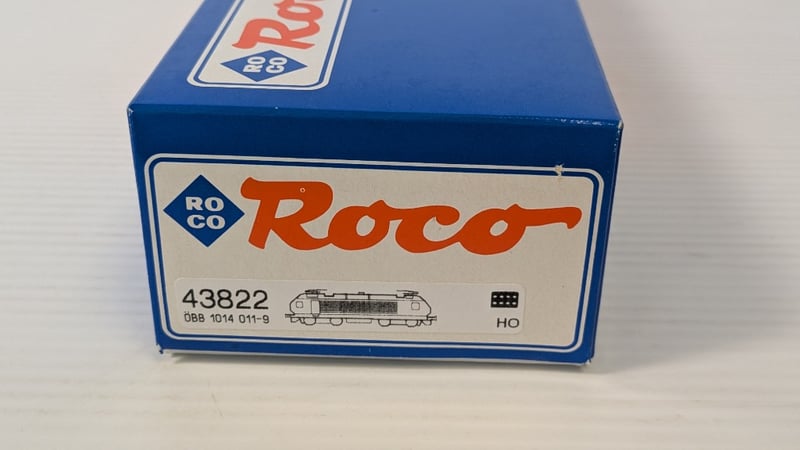 Roco
RO
CO
RO
CO
Roco
43822
ÖBB 1014 011-9
HO